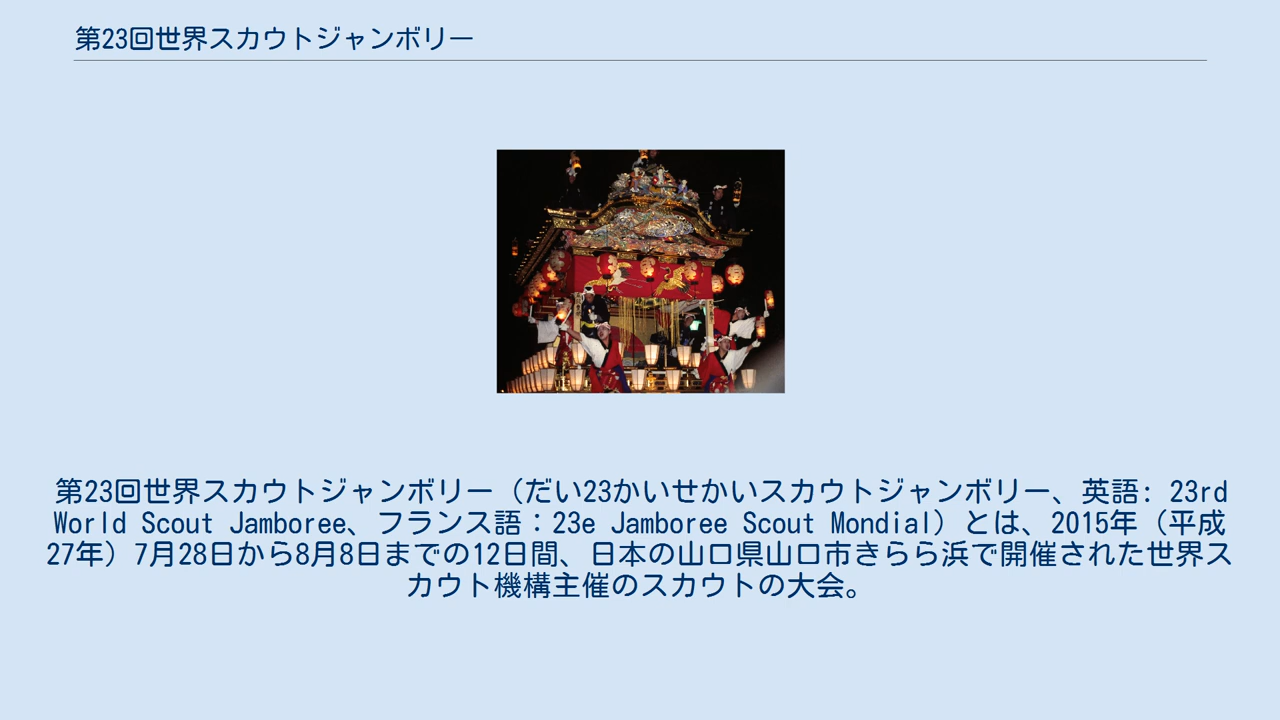 第23回世界スカウトジャンボリー
第23回世界スカウトジャンボリー（だい23かいせかいスカウトジャンボリー、英語: 23rd
World Scout Jamboree、フランス語：23e Jamboree Scout Mondial）とは、2015年（平成
27年）7月28日から8月8日までの12日間、日本の山口県山口市きらら浜で開催された世界ス
カウト機構主催のスカウトの大会。